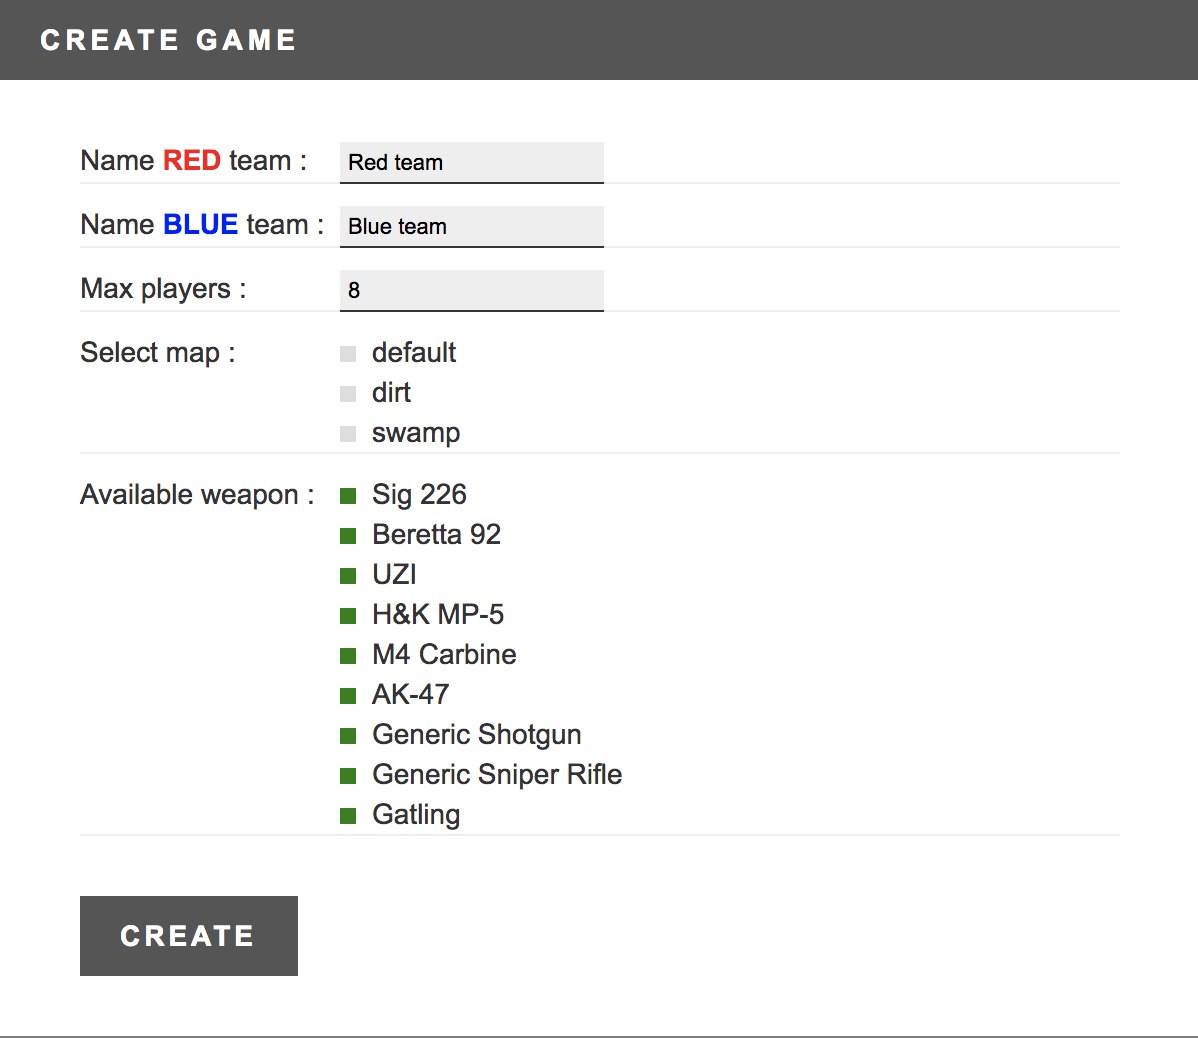 CREATE GAME
Name RED team : Red team
Name BLUE team : Blue team
Max players : 8
Select map : default
dirt
swamp
Available weapon : Sig 226
Beretta 92
UZI
H&K MP-5
M4 Carbine
AK-47
Generic Shotgun
Generic Sniper Rifle
Gatling
CREATE